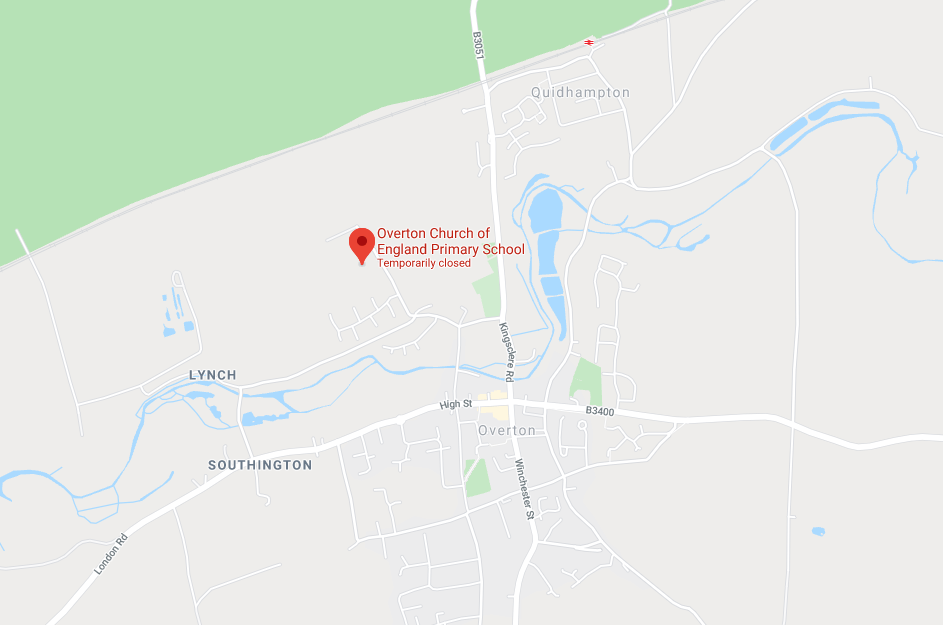 B3051
Quidhampton
Overton Church of
England Primary School
Temporarily closed
Kingsclere Rd
LYNCH
High St
B3400
Overton
SOUTHINGTON
Winchester St
London Rd